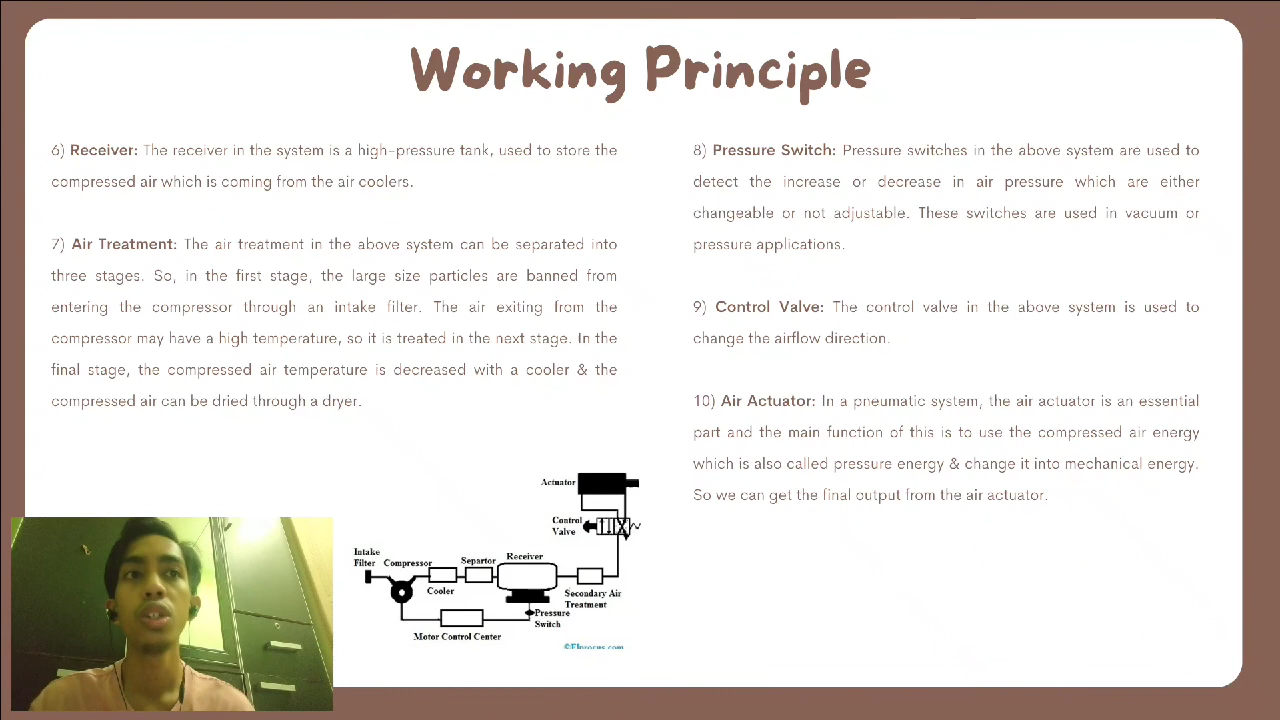 Working Principle
6) Receiver: The receiver in the system is a high-pressure tank, used to store the
compressed air which is coming from the air coolers.
7) Air Treatment: The air treatment in the above system can be separated into
three stages. So, in the first stage, the large size particles are banned from
entering the compressor through an intake filter. The air exiting from the
compressor may have a high temperature, so it is treated in the next stage. In the
final stage, the compressed air temperature is decreased with a cooler & the
compressed air can be dried through a dryer.
8) Pressure Switch: Pressure switches in the above system are used to
detect the increase or decrease in air pressure which are either
changeable or not adjustable. These switches are used in vacuum or
pressure applications.
9) Control Valve: The control valve in the above system is used to
change the airflow direction.
10) Air Actuator: In a pneumatic system, the air actuator is an essential
part and the main function of this is to use the compressed air energy
which is also called pressure energy & change it into mechanical energy.
So we can get the final output from the air actuator.
Actuator
Control
Valve
Intake
Filter
Compressor
Cooler
Separtor
Receiver
Secondary Air
Treatment
Pressure
Switch
Motor Control Center
©Elprocus.com